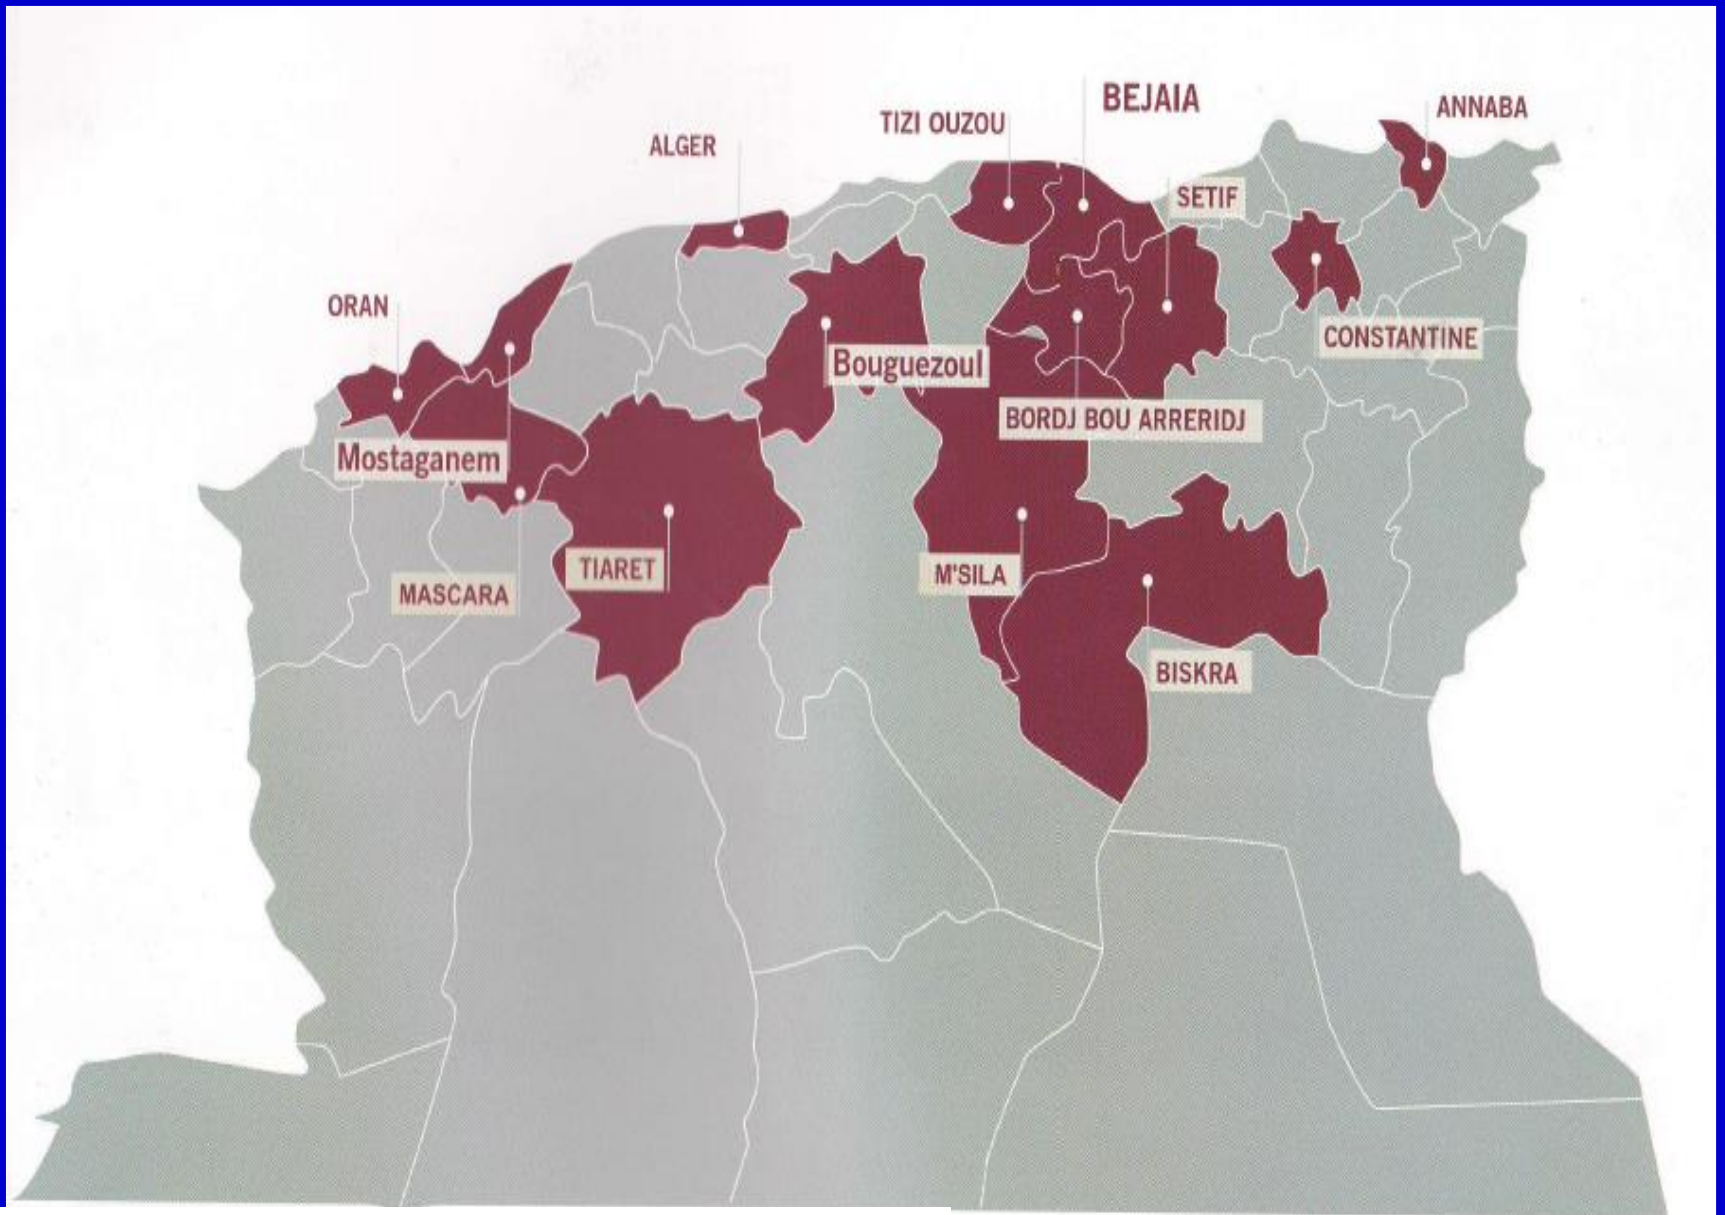 BEJAIA
ANNABA
TIZI OUZOU
ALGER
SETIF
ORAN
CONSTANTINE
Bouguezoul
BORDJ BOU ARRERIDJ
Mostaganem
TIARET
M'SILA
MASCARA
BISKRA